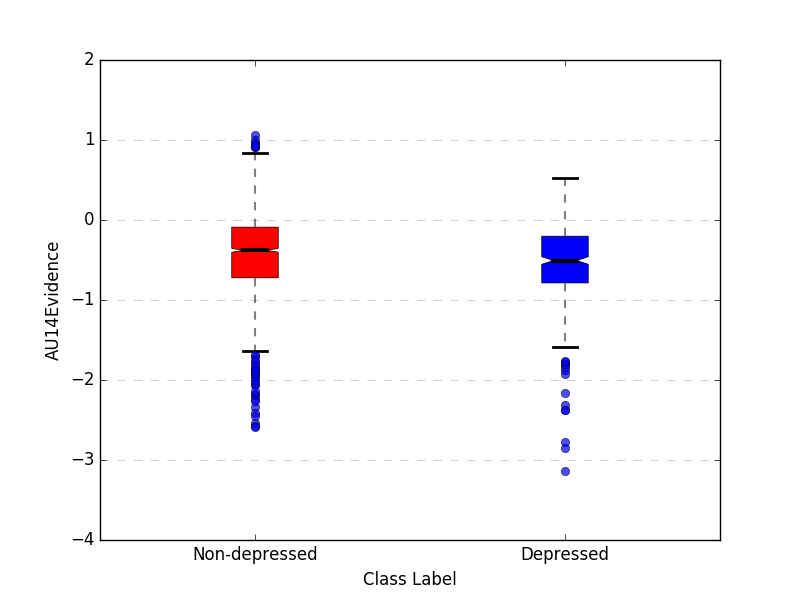 2
1
0
−1
−2
−3
−4
AU14Evidence
Non-depressed
Depressed
Class Label